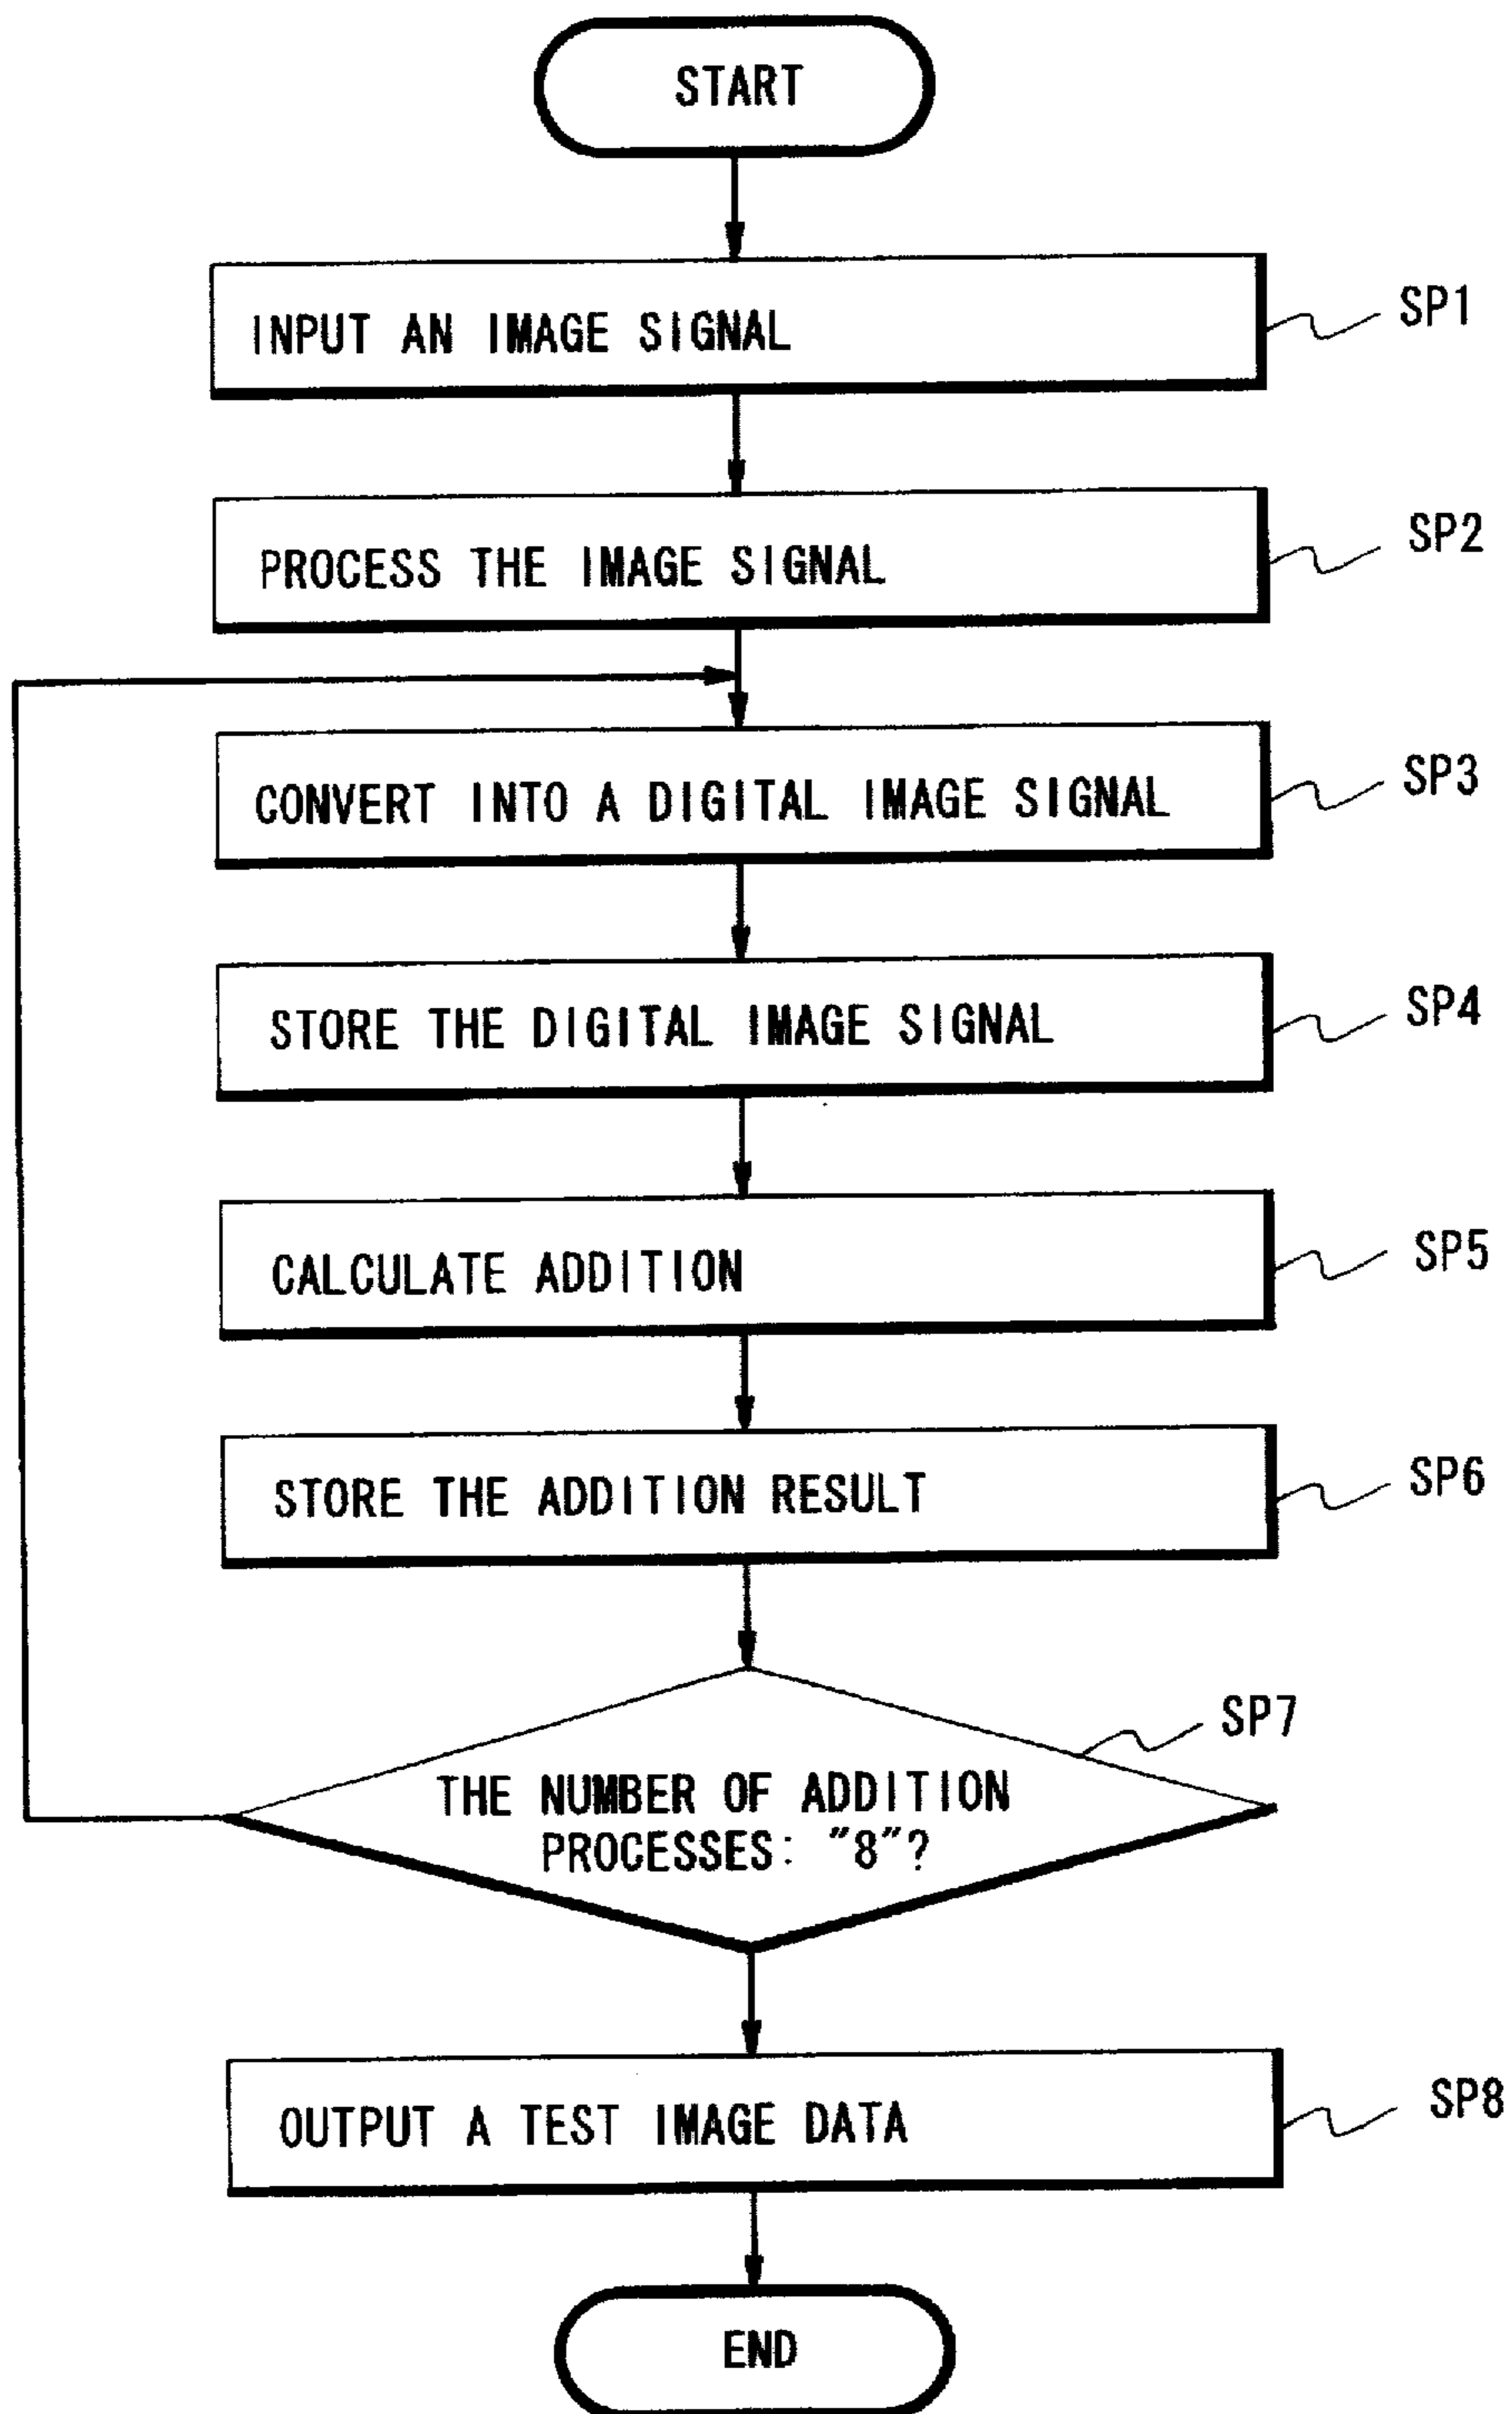 START
INPUT AN IMAGE SIGNAL
SP1
PROCESS THE IMAGE SIGNAL
SP2
CONVERT INTO A DIGITAL IMAGE SIGNAL
SP3
STORE THE DIGITAL IMAGE SIGNAL
SP4
CALCULATE ADDITION
SP5
STORE THE ADDITION RESULT
SP6
SP7
THE NUMBER OF ADDITION
PROCESSES: "8"?
OUTPUT A TEST IMAGE DATA
SP8
END